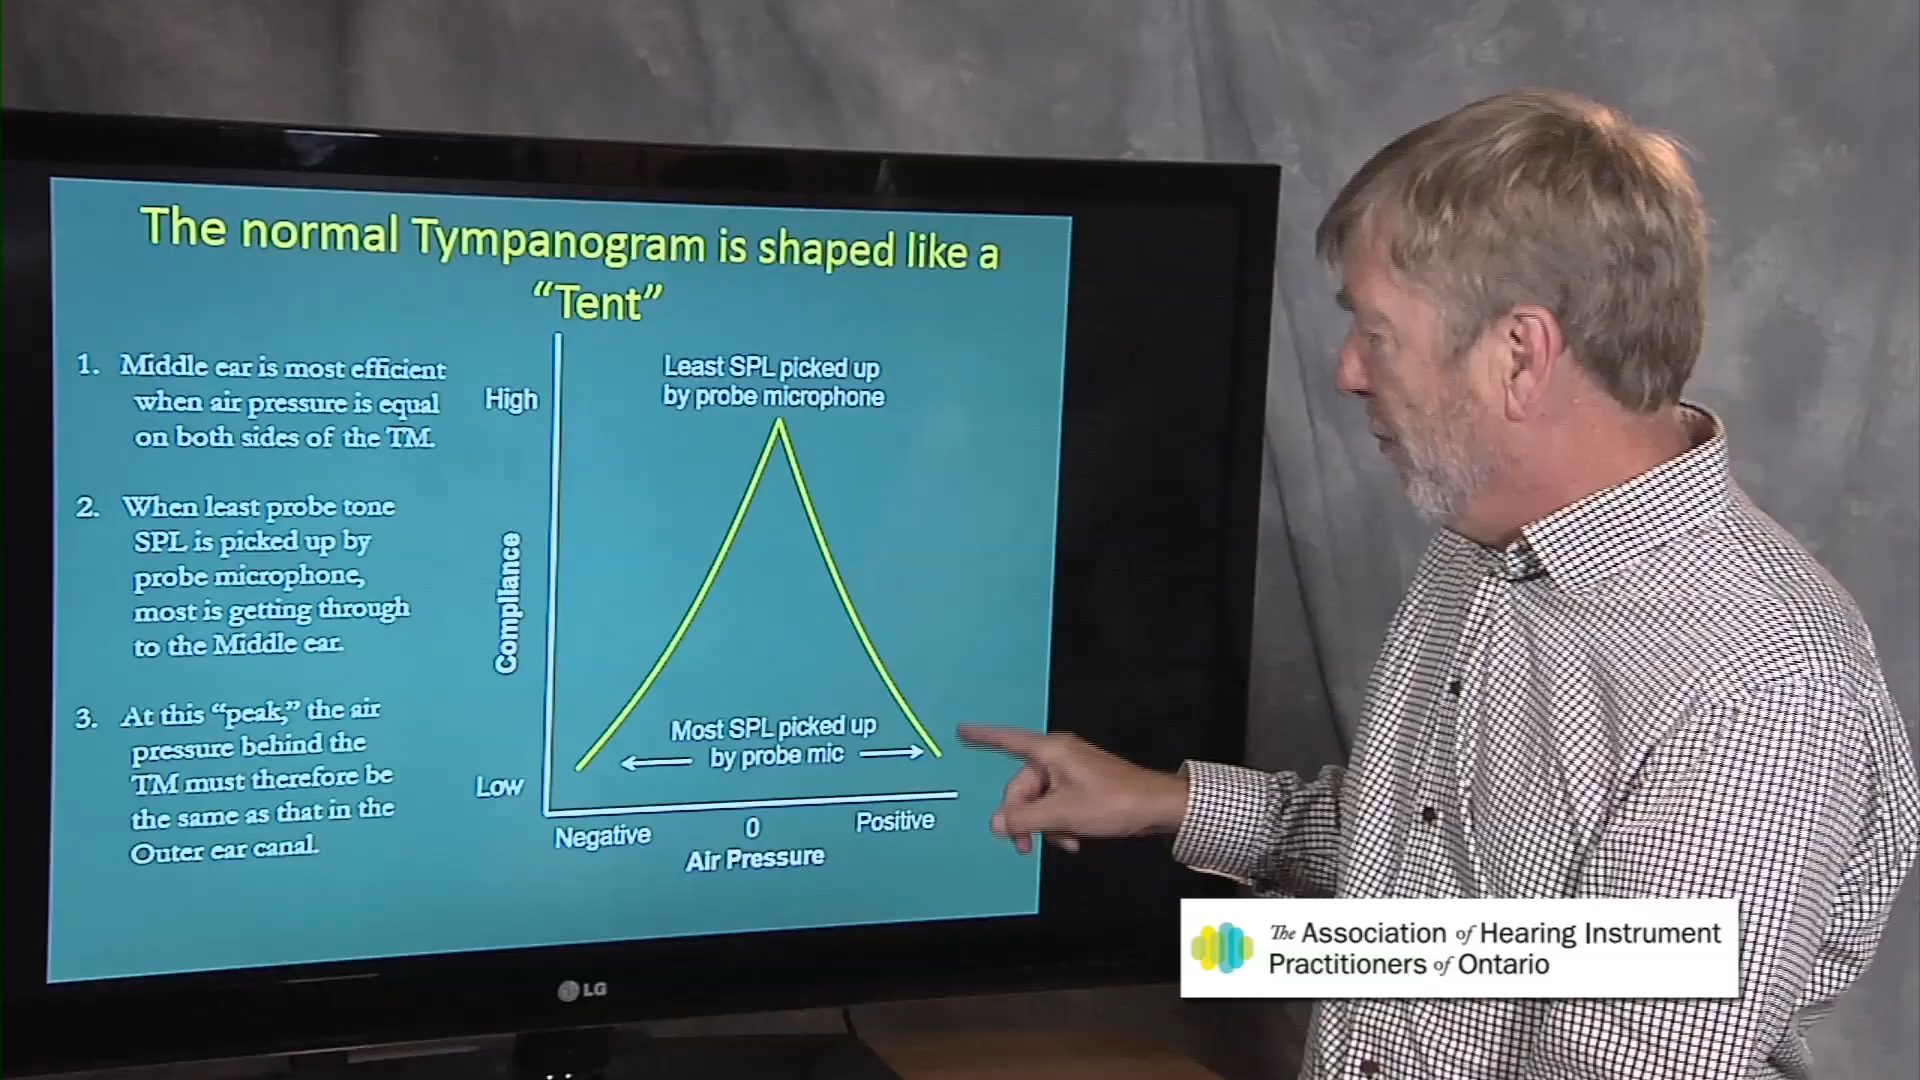 The normal Tympanogram is shaped like a
“Tent”
1. Middle ear is most efficient
when air pressure is equal
on both sides of the TM.
2. When least probe tone
SPL is picked up by
probe microphone,
most is getting through
to the Middle ear.
3. At this “peak,” the air
pressure behind the
TM must therefore be
the same as that in the
Outer ear canal.
Least SPL picked up
by probe microphone
High
Compliance
Most SPL picked up
by probe mic
Low
Negative 0 Positive
Air Pressure
LG
The Association of Hearing Instrument
Practitioners of Ontario